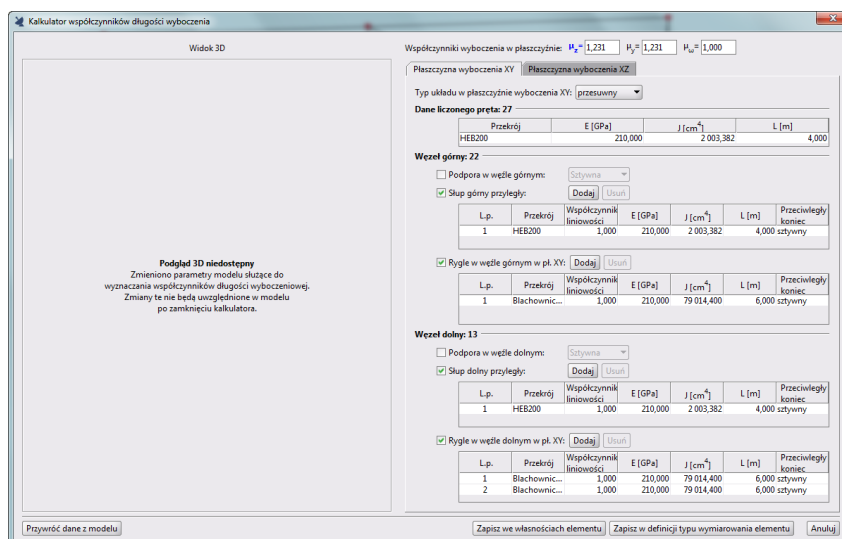 Kalkulator współczynników długości wyboczenia
Widok 3D
Współczynniki wyboczenia w płaszczyźnie: μz= 1,231 μy= 1,231 μω= 1,000
Płaszczyzna wyboczenia XY Płaszczyzna wyboczenia XZ
Typ układu w płaszczyźnie wyboczenia XY: przesuwny
Dane liczonego pręta: 27
Przekrój E [GPa] J [cm4] L [m]
HEB200 210,000 2 003,382 4,000
Węzeł górny: 22
Podpora w węźle górnym: Sztywna
Słup górny przyległy: Dodaj Usuń
L.p. Przekrój Współczynnik liniowości E [GPa] J [cm4] L [m] Przeciwległy koniec
1 HEB200 1,000 210,000 2 003,382 4,000 sztywny
Podgląd 3D niedostępny
Zmieniono parametry modelu służące do
wyznaczania współczynników długości wyboczeniowej.
Zmiany te nie będą uwzględnione w modelu
po zamknięciu kalkulatora.
Rygle w węźle górnym w pł. XY: Dodaj Usuń
L.p. Przekrój Współczynnik liniowości E [GPa] J [cm4] L [m] Przeciwległy koniec
1 Blachownic... 1,000 210,000 79 014,400 6,000 sztywny
Węzeł dolny: 13
Podpora w węźle dolnym: Sztywna
Słup dolny przyległy: Dodaj Usuń
L.p. Przekrój Współczynnik liniowości E [GPa] J [cm4] L [m] Przeciwległy koniec
1 HEB200 1,000 210,000 2 003,382 4,000 sztywny
Rygle w węźle dolnym w pł. XY: Dodaj Usuń
L.p. Przekrój Współczynnik liniowości E [GPa] J [cm4] L [m] Przeciwległy koniec
1 Blachownic... 1,000 210,000 79 014,400 6,000 sztywny
2 Blachownic... 1,000 210,000 79 014,400 6,000 sztywny
Przywróć dane z modelu Zapisz we własnościach elementu Zapisz w definicji typu wymiarowania elementu Anuluj